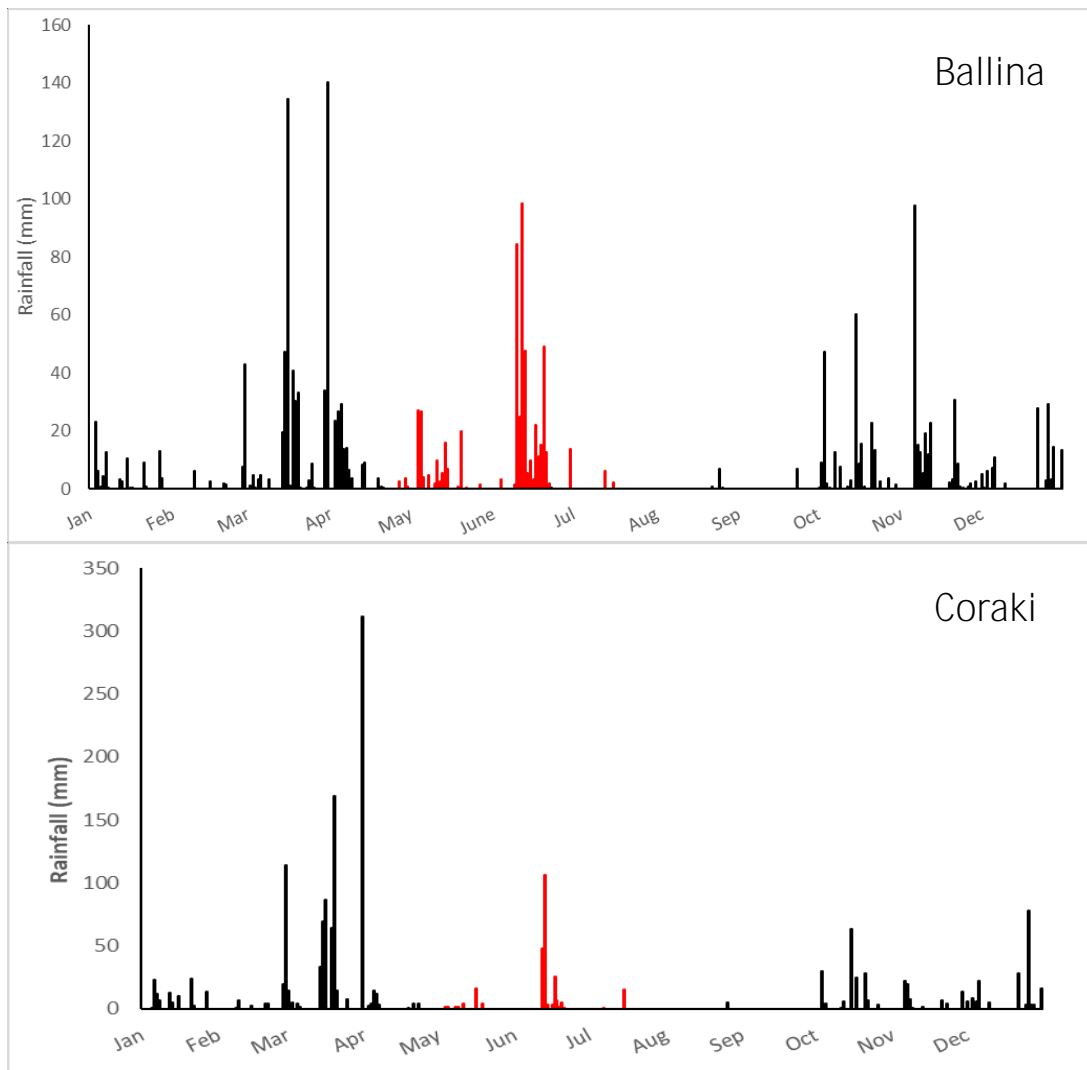 Ballina
Rainfall (mm)
160
140
120
100
80
60
40
20
0
Jan Feb Mar Apr May June Jul Aug Sep Oct Nov Dec
Coraki
Rainfall (mm)
350
300
250
200
150
100
50
0
Jan Feb Mar Apr May Jun Jul Aug Sep Oct Nov Dec